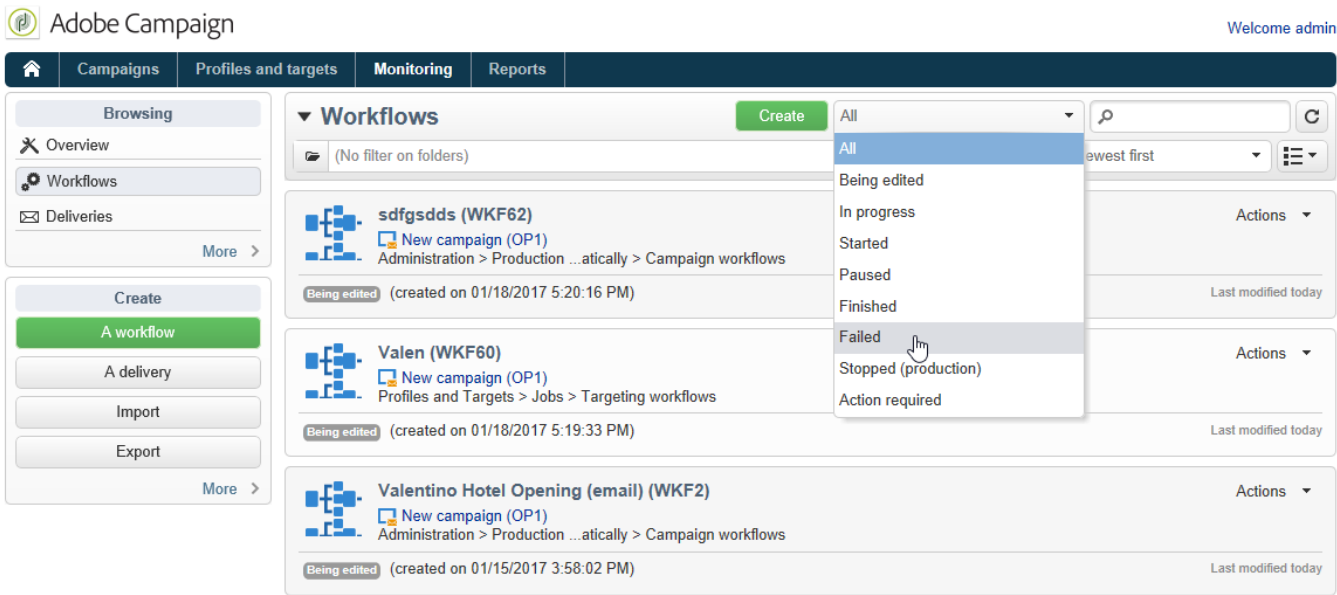 Adobe Campaign
Welcome admin
Campaigns Profiles and targets Monitoring Reports
Browsing
Overview
Workflows
Deliveries
More
Create
A workflow
A delivery
Import
Export
More
Workflows
Create
All
(No filter on folders)
ewest first
All
Being edited
In progress
Started
Paused
Finished
Failed
Stopped (production)
Action required
sdfgsdds (WKF62)
Actions
New campaign (OP1)
Administration > Production ...atically > Campaign workflows
Being edited (created on 01/18/2017 5:20:16 PM)
Last modified today
Valen (WKF60)
Actions
New campaign (OP1)
Profiles and Targets > Jobs > Targeting workflows
Being edited (created on 01/18/2017 5:19:33 PM)
Last modified today
Valentino Hotel Opening (email) (WKF2)
Actions
New campaign (OP1)
Administration > Production ...atically > Campaign workflows
Being edited (created on 01/15/2017 3:58:02 PM)
Last modified today